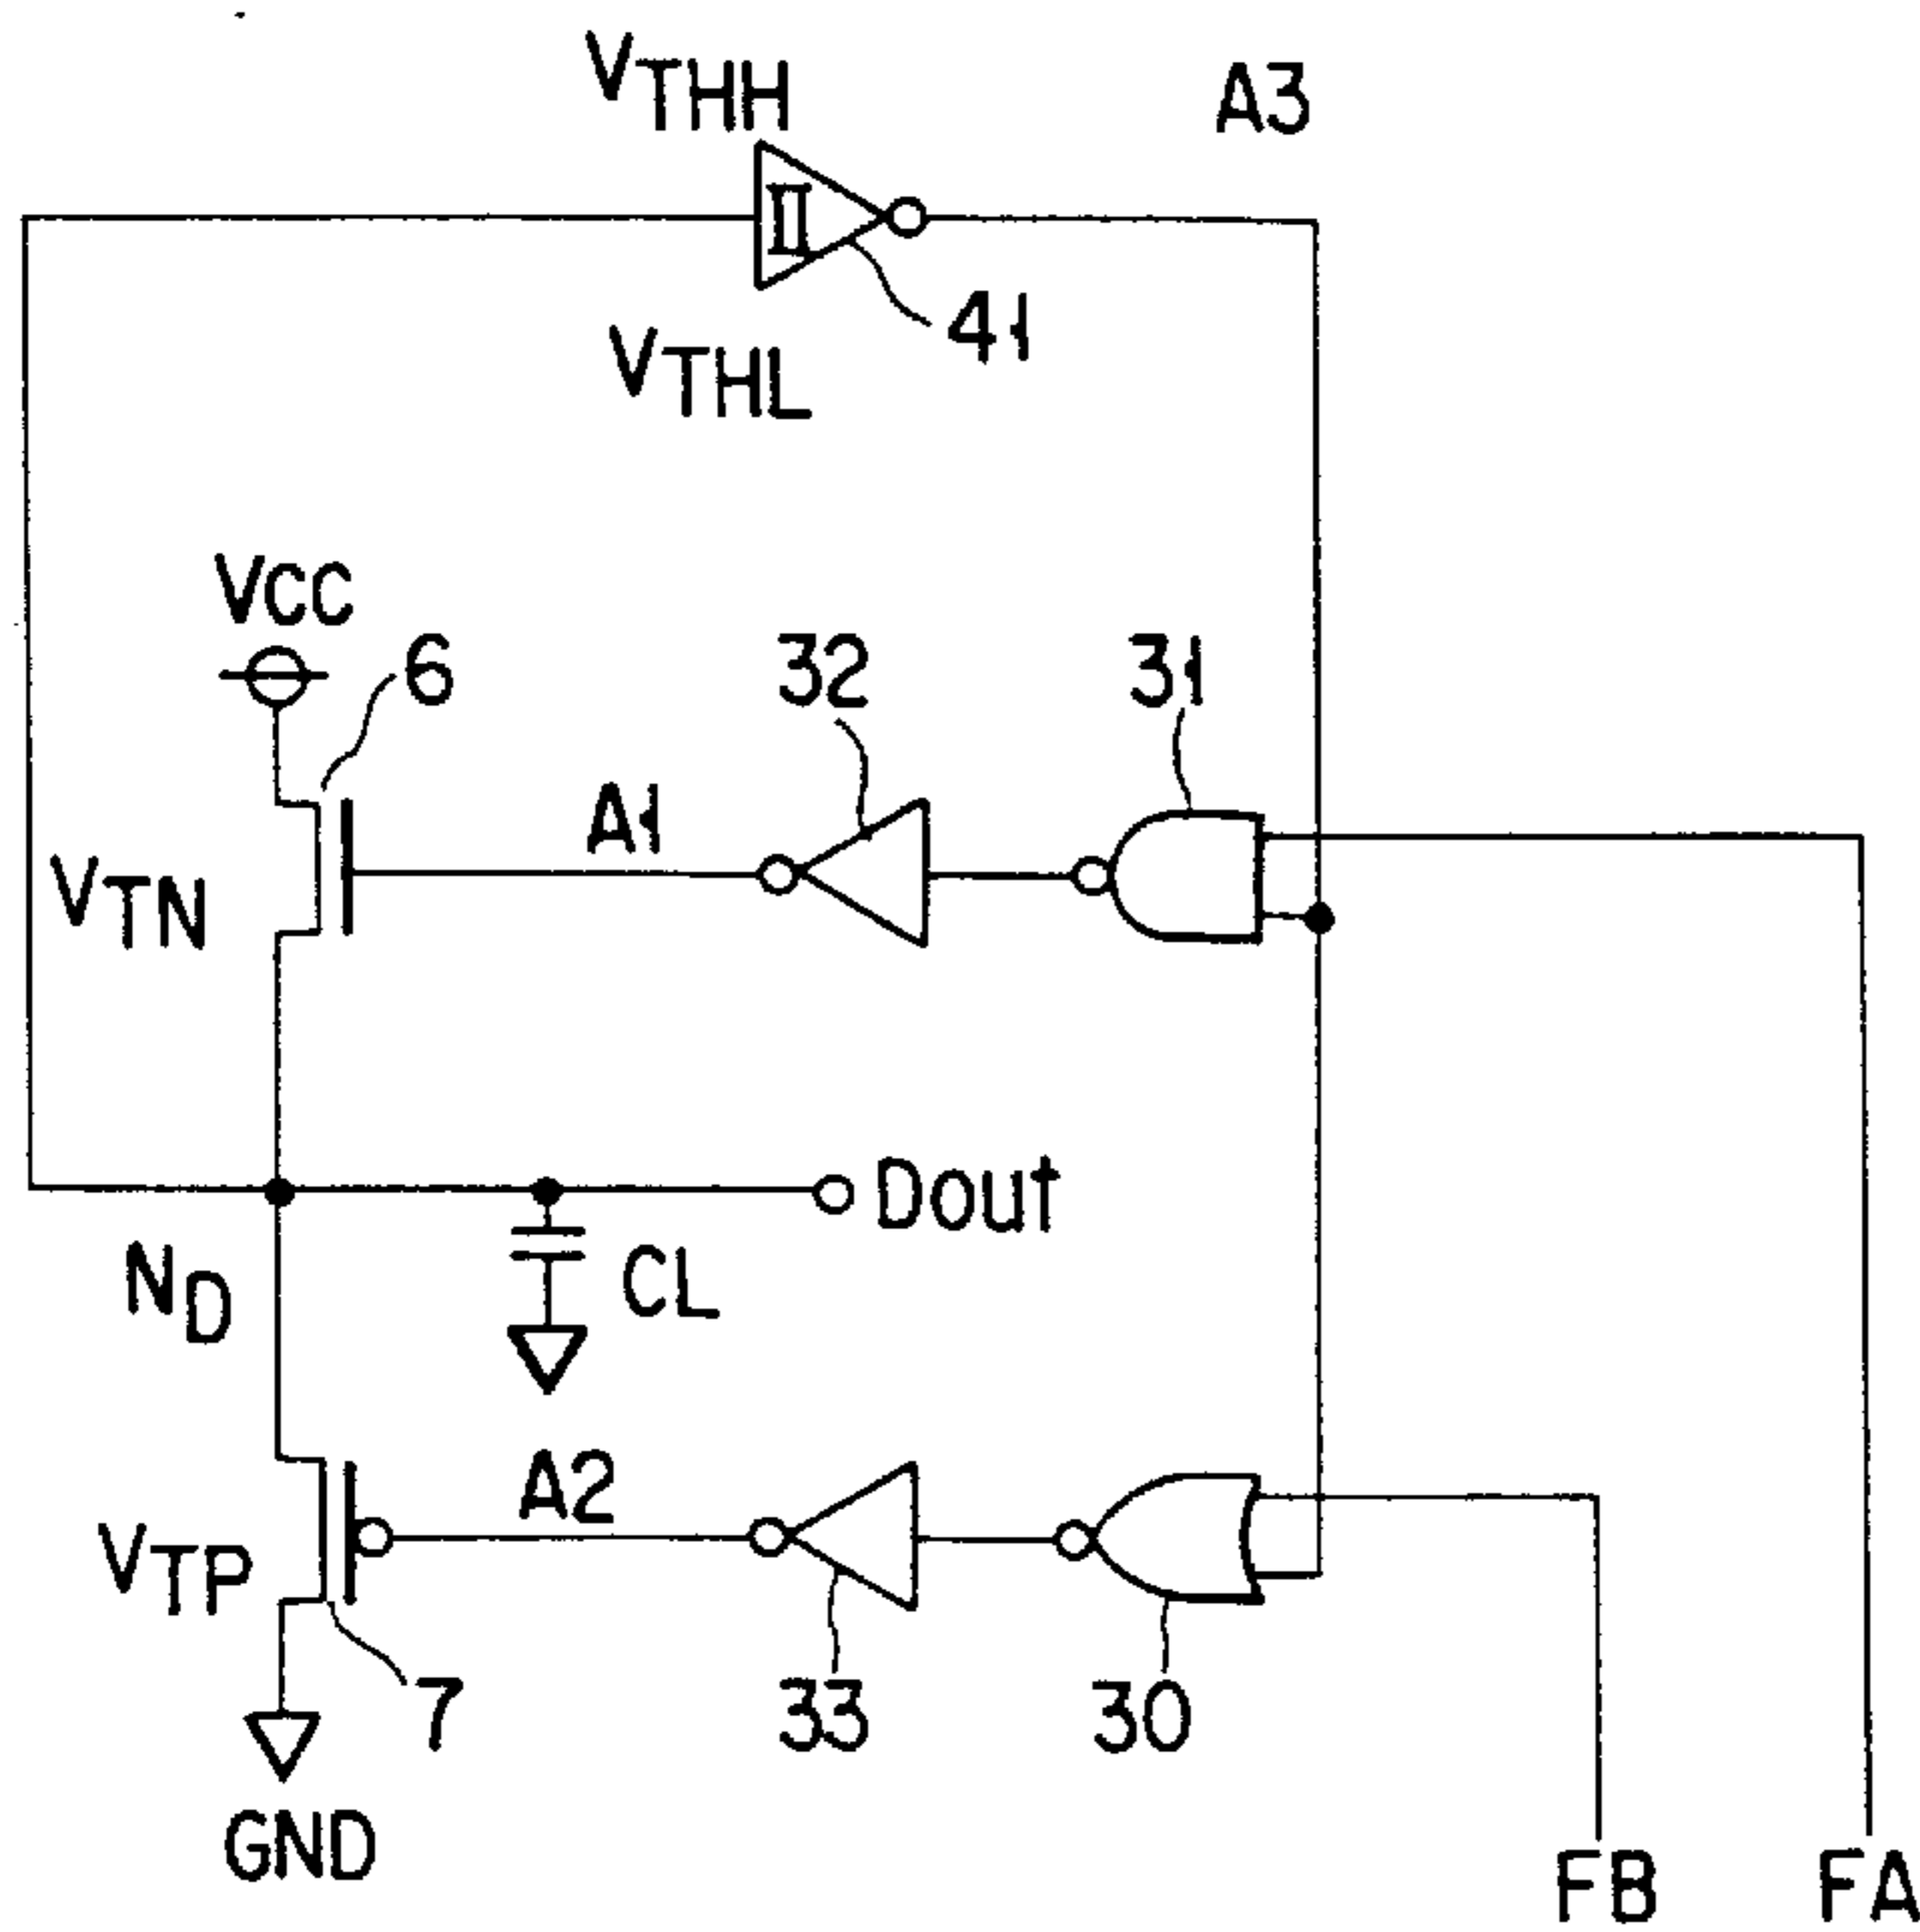 VTHH
A3
41
VTHL
VCC
6
32
31
A1
VTN
Dout
ND
CL
A2
VTP
7
33
30
GND
FB
FA